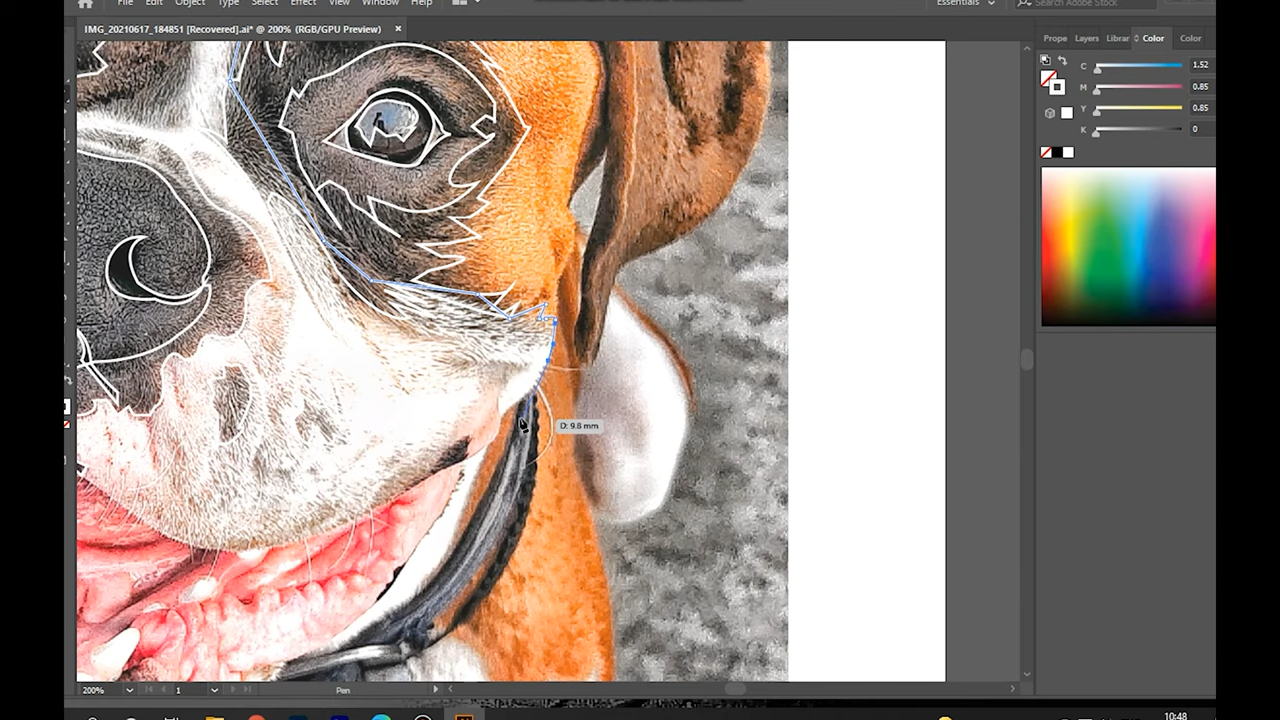 File Edit Object Type Select Effect View Window Help Essentials Search Adobe Stock
IMG_20210617_184851 [Recovered].ai* @ 200% (RGB/GPU Preview) ×
Prope Layers Librar Color Color
C 1.52
M 0.85
Y 0.85
K 0
D: 9.8 mm
200% 1 Pen
10:48